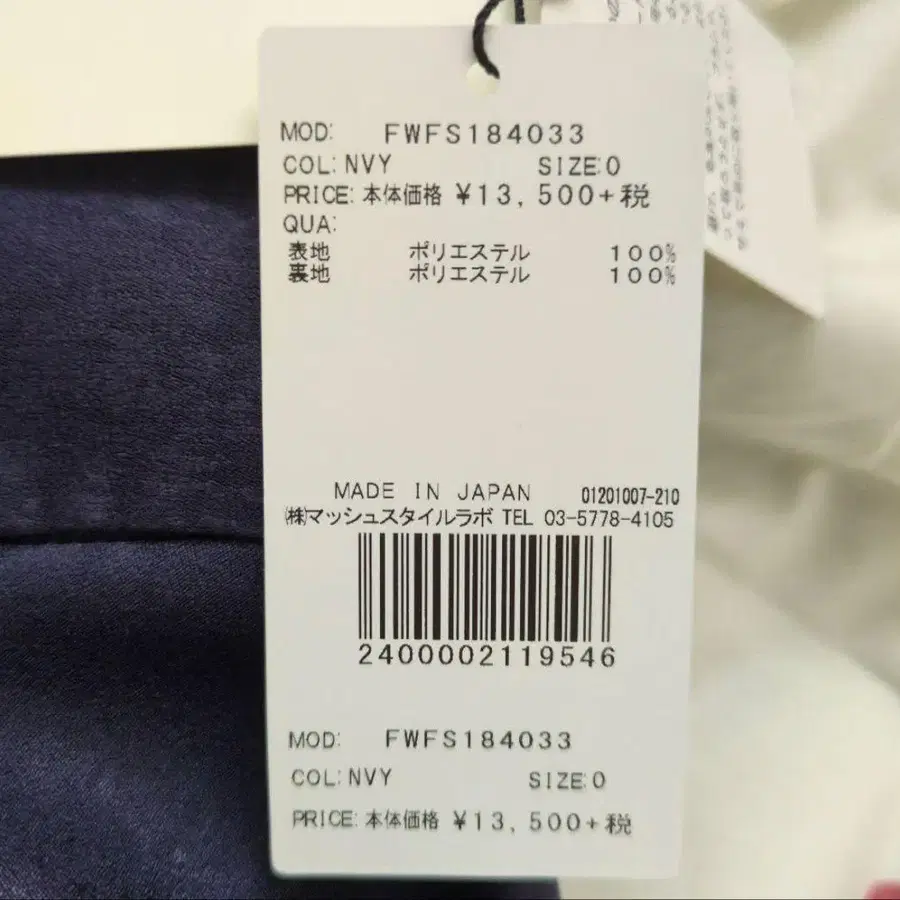 MOD: FWFS184033
COL:NVY SIZE:0
PRICE:本体価格 ¥13,500+税
QUA:
表地 ポリエステル 100%
裏地 ポリエステル 100%
MADE IN JAPAN 01201007-210
㈱マッシュスタイルラボ TEL 03-5778-4105
2400002119546
MOD: FWFS184033
COL:NVY SIZE:0
PRICE:本体価格 ¥13,500+税